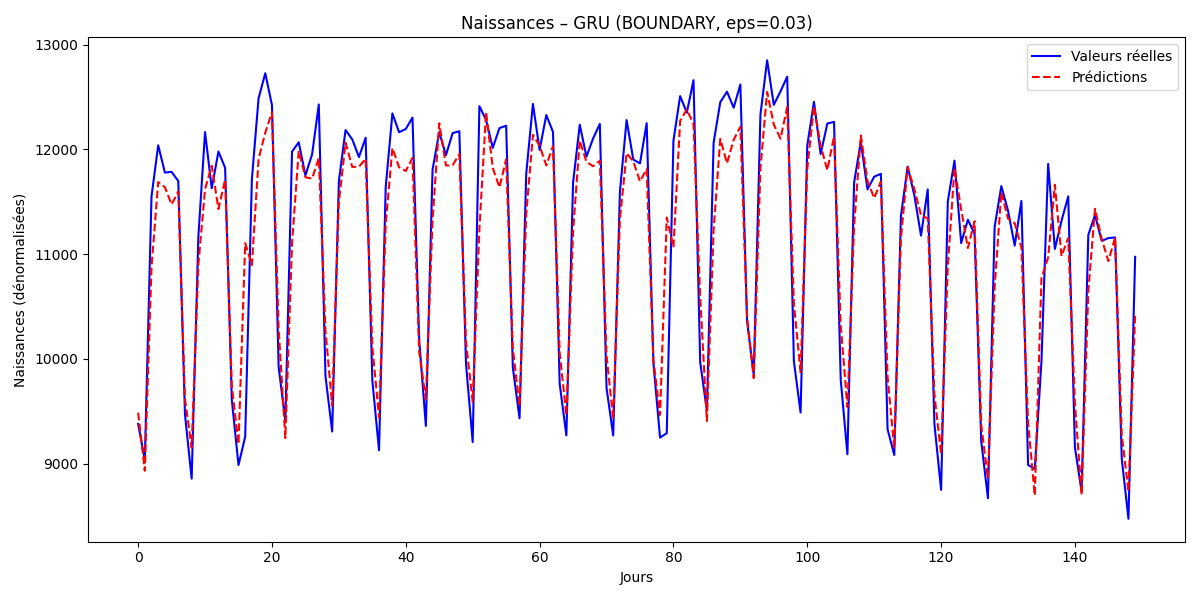 Naissances – GRU (BOUNDARY, eps=0.03)
Valeurs réelles
Prédictions
Naissances (dénormalisées)
13000
12000
11000
10000
9000
0 20 40 60 80 100 120 140
Jours